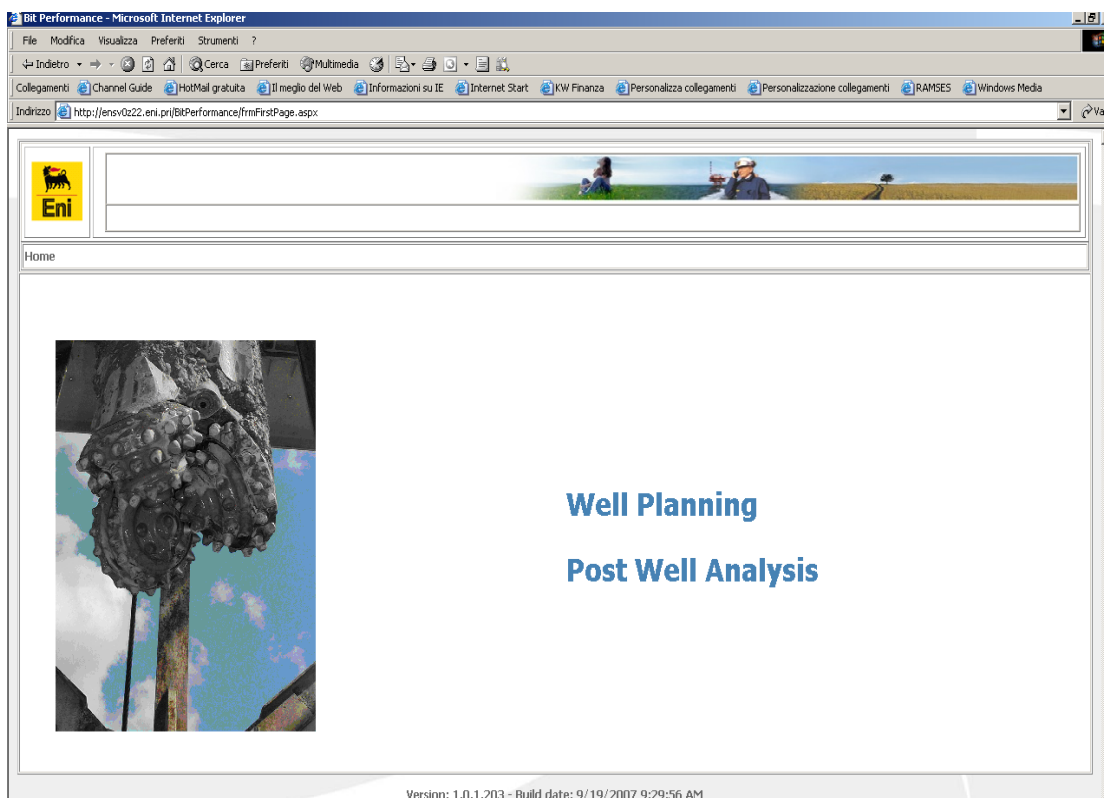 Bit Performance - Microsoft Internet Explorer
File Modifica Visualizza Preferiti Strumenti ?
Indietro Cerca Preferiti Multimedia
Collegamenti Channel Guide HotMail gratuita Il meglio del Web Informazioni su IE Internet Start KW Finanza Personalizza collegamenti Personalizzazione collegamenti RAMSES Windows Media
Indirizzo http://ensv0z22.eni.pri/BitPerformance/frmFirstPage.aspx Va
Eni
Home
Well Planning
Post Well Analysis
Version: 1.0.1.203 - Build date: 9/19/2007 9:29:56 AM